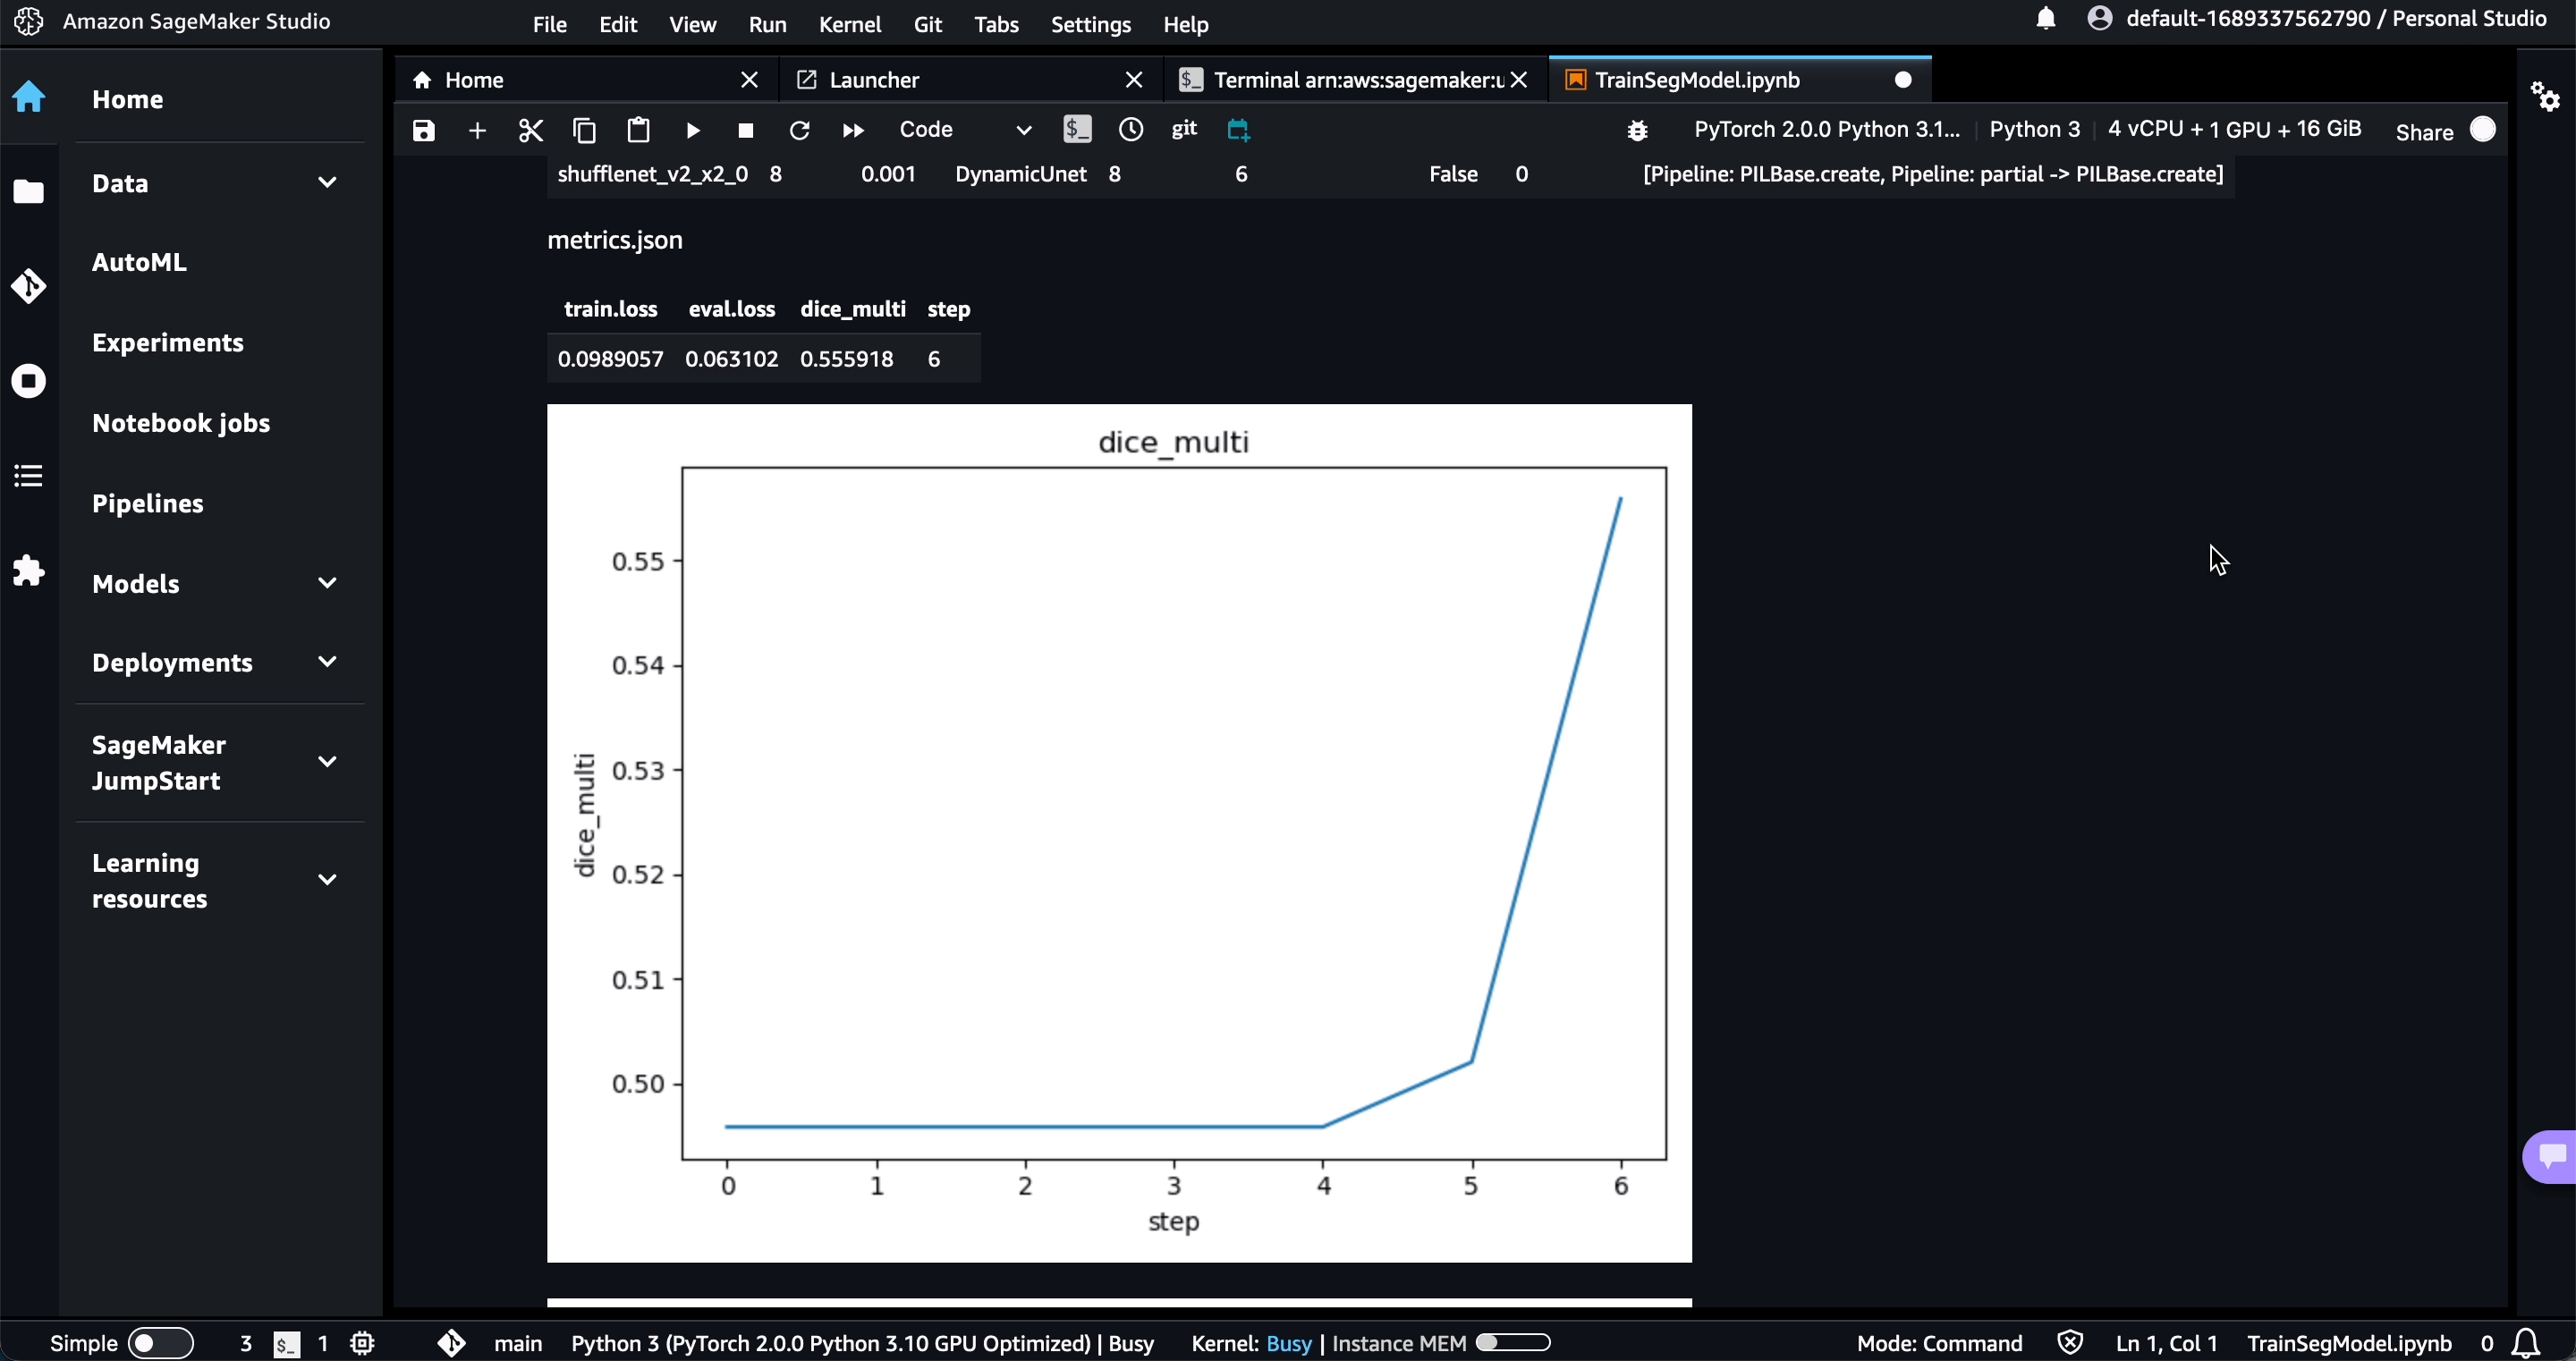 Amazon SageMaker Studio
File Edit View Run Kernel Git Tabs Settings Help
default-1689337562790 / Personal Studio
Home
Launcher
Terminal arn:aws:sagemaker:u
TrainSegModel.ipynb
Code
git
PyTorch 2.0.0 Python 3.1...
Python 3
4 vCPU + 1 GPU + 16 GiB
Share
Home
Data
AutoML
Experiments
Notebook jobs
Pipelines
Models
Deployments
SageMaker
JumpStart
Learning
resources
shufflenet_v2_x2_0 8 0.001 DynamicUnet 8 6 False 0 [Pipeline: PILBase.create, Pipeline: partial -> PILBase.create]
metrics.json
train.loss eval.loss dice_multi step
0.0989057 0.063102 0.555918 6
dice_multi
dice_multi
0.55
0.54
0.53
0.52
0.51
0.50
0 1 2 3 4 5 6
step
Simple 3 $_ 1 main Python 3 (PyTorch 2.0.0 Python 3.10 GPU Optimized) | Busy Kernel: Busy | Instance MEM Mode: Command Ln 1, Col 1 TrainSegModel.ipynb 0